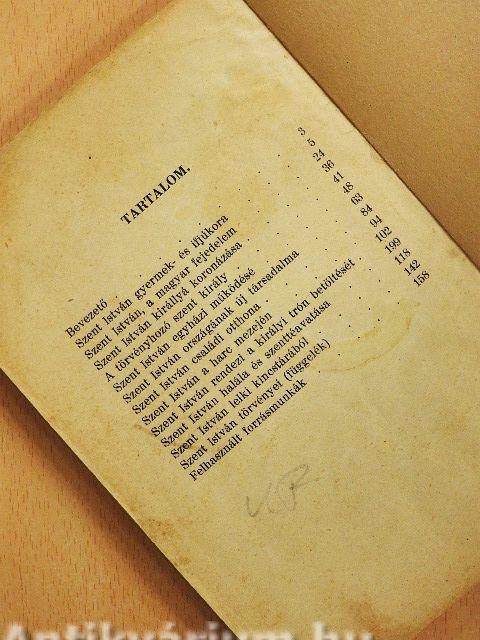 TARTALOM.
Bevezető 3
Szent István gyermek- és ifjúkora 5
Szent István, a magyar fejedelem 24
Szent István királlyá koronázása 36
A törvényhozó szent király 41
Szent István egyházi működése 48
Szent István országának új társadalma 63
Szent István családi otthona 84
Szent István a harc mezején 94
Szent István rendezi a királyi trón betöltését 102
Szent István halála és szenttéavatása 199
Szent István lelki kincstárából 118
Szent István törvényei (függelék) 142
Felhasznált forrásmunkák 158
Antikvárium.hu